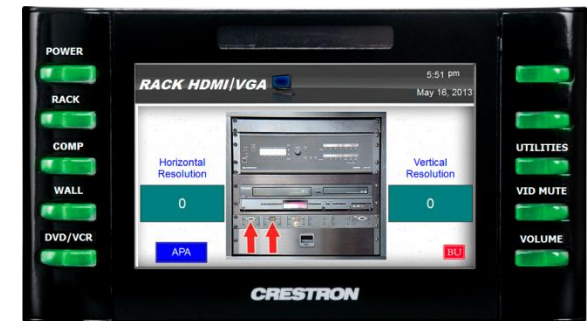 POWER
RACK
COMP
WALL
DVD/VCR
RACK HDMI/VGA
5:51 pm
May 16, 2013
Horizontal
Resolution
0
APA
Vertical
Resolution
0
BU
UTILITIES
VID MUTE
VOLUME
CRESTRON